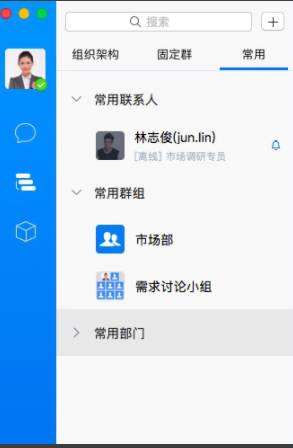 搜索
组织架构 固定群 常用
常用联系人
林志俊(jun.lin)
[离线] 市场调研专员
常用群组
市场部
需求讨论小组
常用部门